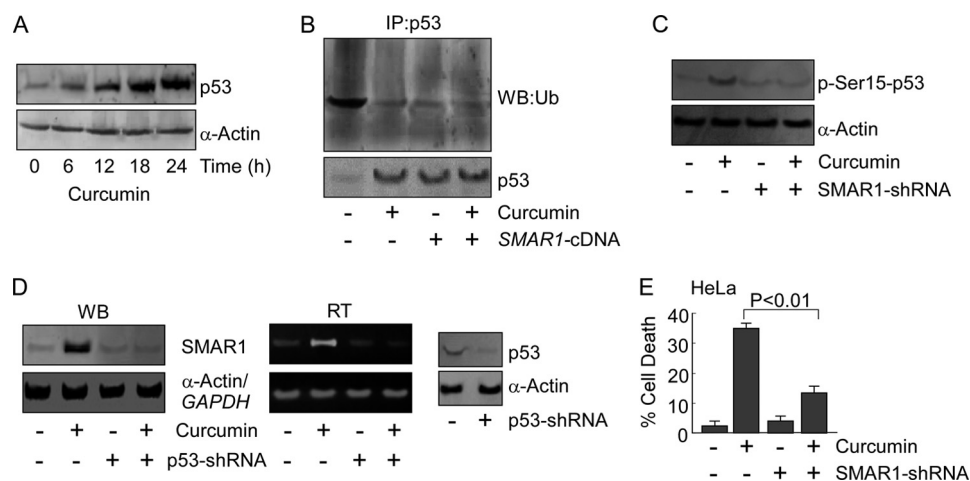 A
p53
α-Actin
0 6 12 18 24 Time (h)
Curcumin
B
IP:p53
WB:Ub
p53
- + - + Curcumin
- - + + SMAR1-cDNA
C
p-Ser15-p53
α-Actin
- + - + Curcumin
- - + + SMAR1-shRNA
D
WB RT
SMAR1
α-Actin/
GAPDH
- + - + Curcumin - + - +
- - + + p53-shRNA - - + +
p53
α-Actin
- + p53-shRNA
E
HeLa
P<0.01
% Cell Death
40
30
20
10
0
- + - + Curcumin
- - + + SMAR1-shRNA